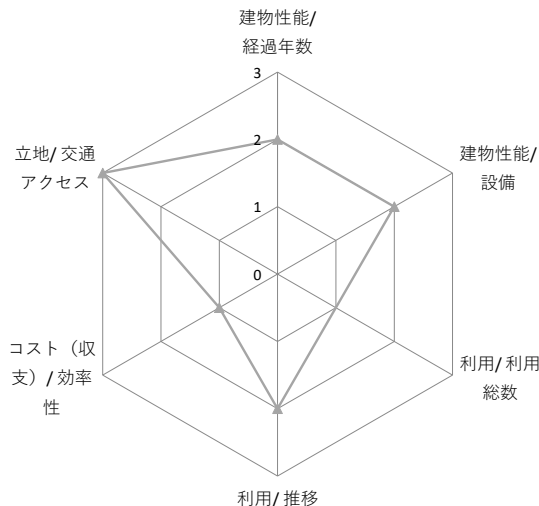 建物性能/
経過年数
3
立地/ 交通
アクセス
2
建物性能/
設備
1
0
コスト（収
支）/ 効率
性
利用/ 利用
総数
利用/ 推移